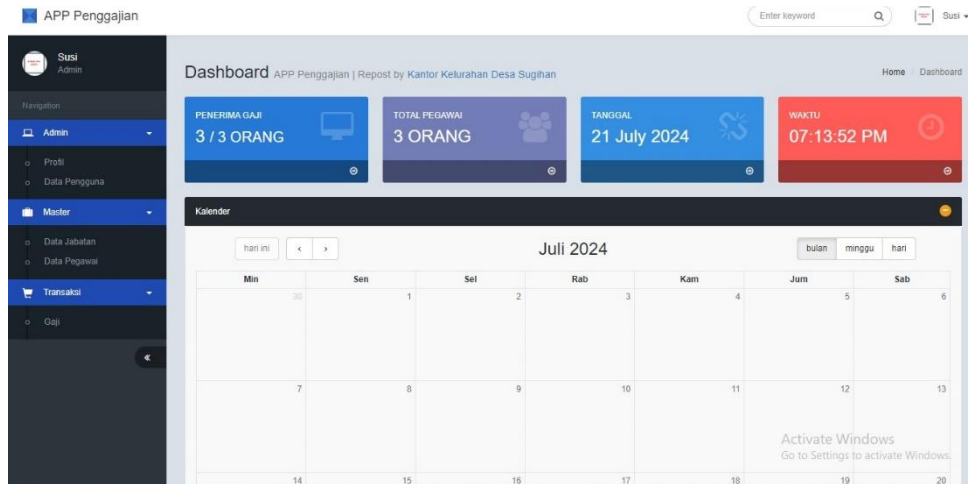 APP Penggajian
Enter keyword
Susi
Susi
Admin
Navigation
Admin
Profil
Data Pengguna
Master
Data Jabatan
Data Pegawai
Transaksi
Gaji
Dashboard APP Penggajian | Repost by Kantor Kelurahan Desa Sugihan
Home / Dashboard
PENERIMA GAJI
3 / 3 ORANG
TOTAL PEGAWAI
3 ORANG
TANGGAL
21 July 2024
WAKTU
07:13:52 PM
Kalender
hari ini
Juli 2024
bulan minggu hari
Min Sen Sel Rab Kam Jum Sab
30 1 2 3 4 5 6
7 8 9 10 11 12 13
14 15 16 17 18 19 20
Activate Windows
Go to Settings to activate Windows.